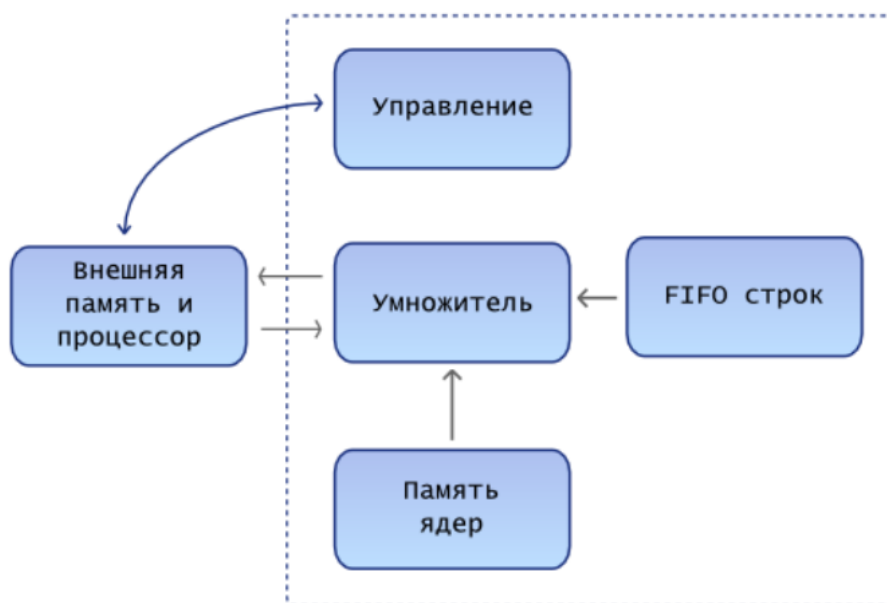 Управление
Внешняя
память и
процессор
Умножитель
FIFO строк
Память
ядер